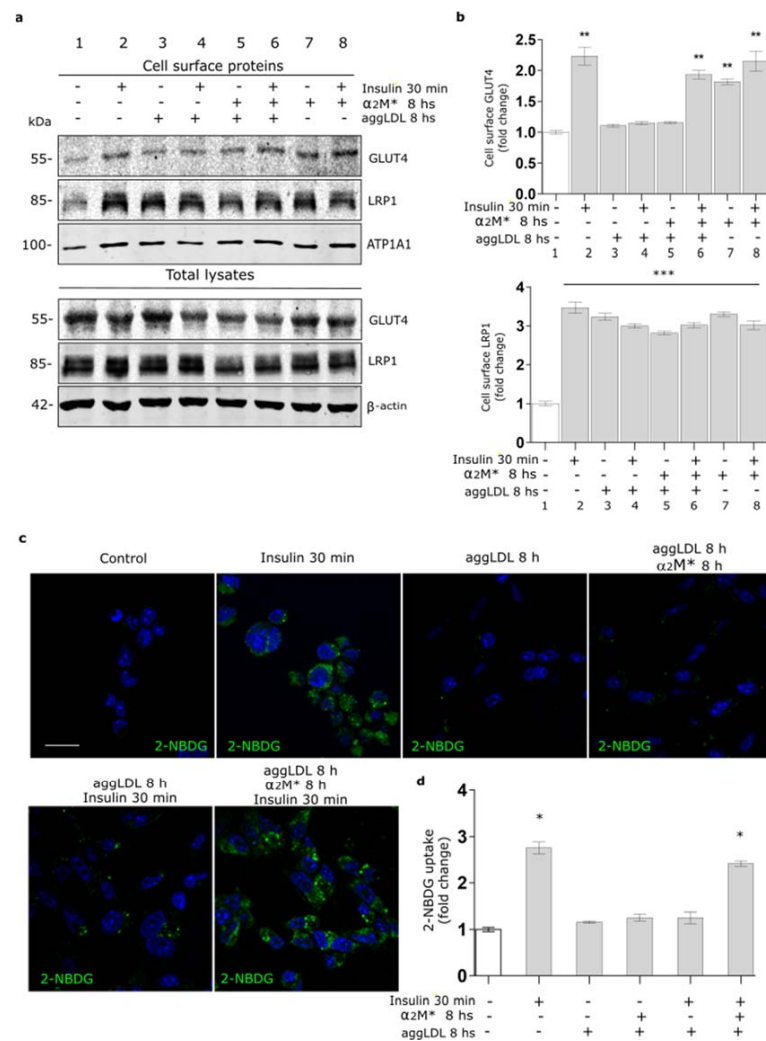 a
1 2 3 4 5 6 7 8
Cell surface proteins
- + - + - + - + Insulin 30 min
- - - - + + + + α2M* 8 hs
- - + + + + - - aggLDL 8 hs
kDa
55- GLUT4
85- LRP1
100- ATP1A1
Total lysates
55- GLUT4
85- LRP1
42- β-actin
b
Cell surface GLUT4
(fold change)
2.5
2.0
1.5
1.0
0.5
0.0
** ** ** **
Insulin 30 min - + - + - + - +
α2M* 8 hs - - - - + + + +
aggLDL 8 hs - - + + + + - -
1 2 3 4 5 6 7 8
***
Cell surface LRP1
(fold change)
4
3
2
1
0
Insulin 30 min - + - + - + - +
α2M* 8 hs - - - - + + + +
aggLDL 8 hs - - + + + + - -
1 2 3 4 5 6 7 8
c
Control
2-NBDG
Insulin 30 min
2-NBDG
aggLDL 8 h
2-NBDG
aggLDL 8 h
α2M* 8 h
2-NBDG
aggLDL 8 h
Insulin 30 min
2-NBDG
aggLDL 8 h
α2M* 8 h
Insulin 30 min
2-NBDG
d
2-NBDG uptake
(fold change)
4
3
2
1
0
* *
Insulin 30 min - + - - + +
α2M* 8 hs - - - + - +
aggLDL 8 hs - - + + + +